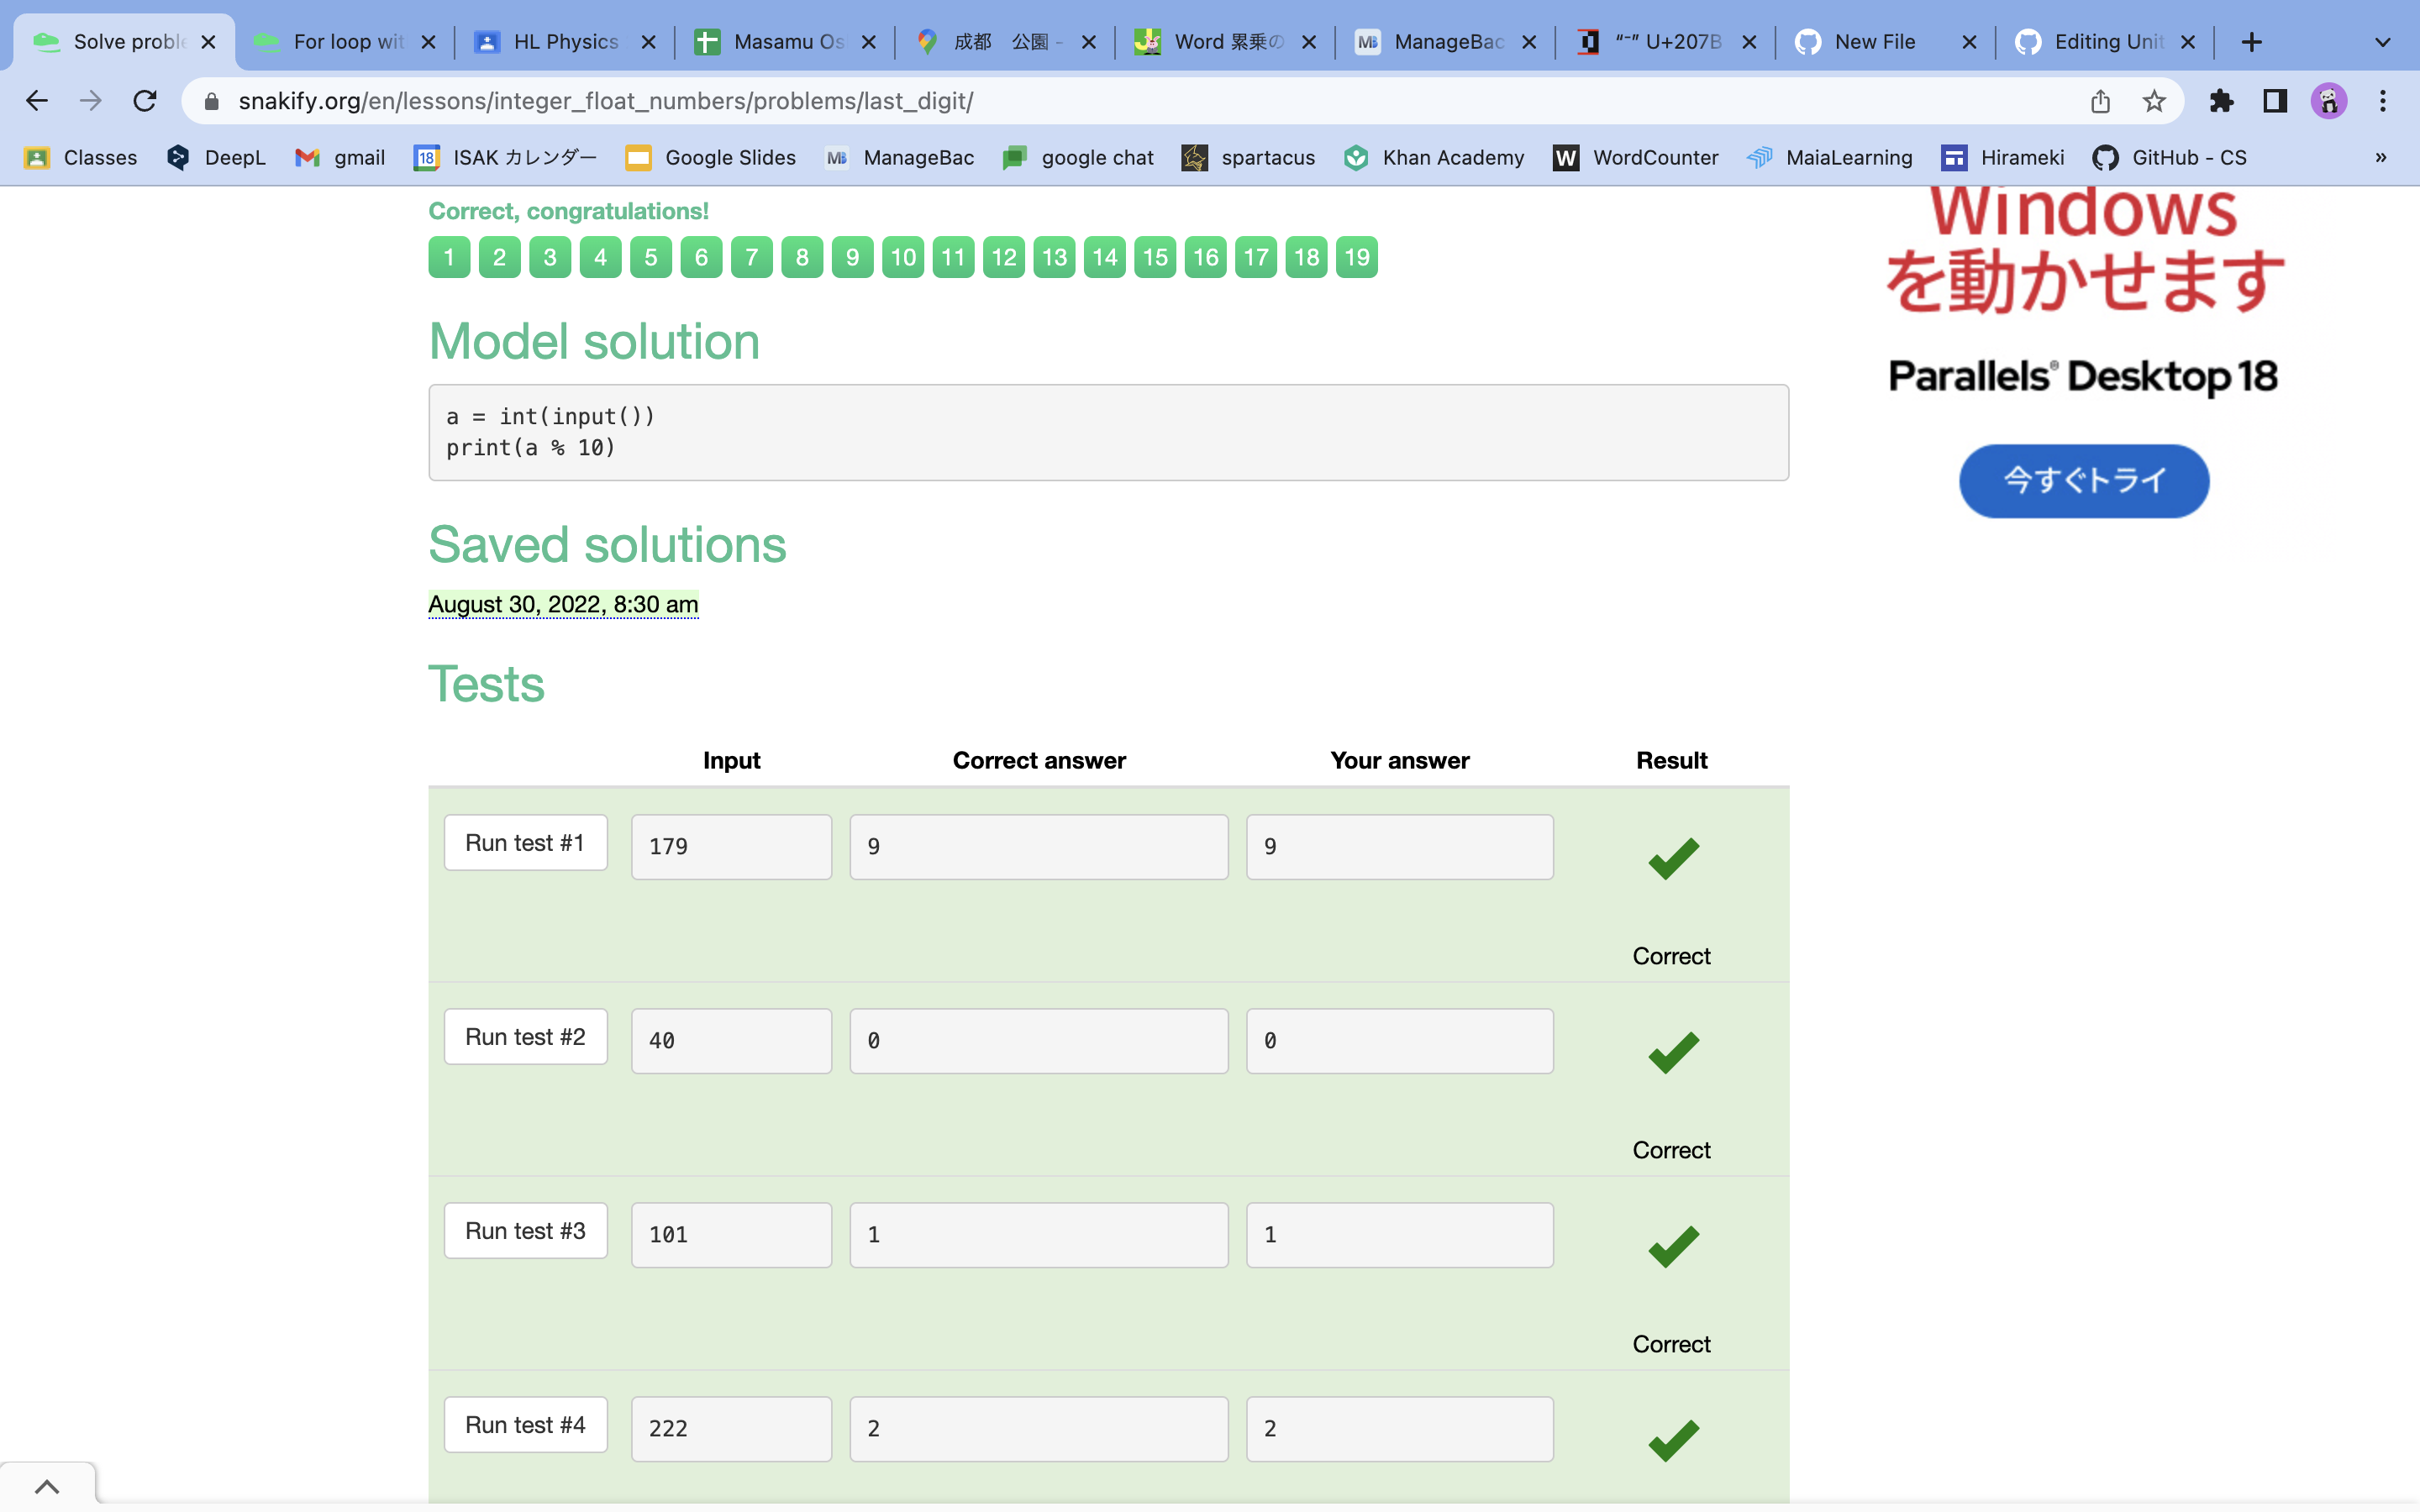 Solve proble
For loop wit
HL Physics
Masamu Os
成都 公園 -
Word 累乗の
ManageBac
“⁻” U+207B
New File
Editing Unit
snakify.org/en/lessons/integer_float_numbers/problems/last_digit/
Classes
DeepL
gmail
18
ISAK カレンダー
Google Slides
ManageBac
google chat
spartacus
Khan Academy
WordCounter
MaiaLearning
Hirameki
GitHub - CS
»
Correct, congratulations!
1 2 3 4 5 6 7 8 9 10 11 12 13 14 15 16 17 18 19
Model solution
a = int(input())
print(a % 10)
Saved solutions
August 30, 2022, 8:30 am
Tests
Input Correct answer Your answer Result
Run test #1 179 9 9
Correct
Run test #2 40 0 0
Correct
Run test #3 101 1 1
Correct
Run test #4 222 2 2
Windows
を動かせます
Parallels® Desktop 18
今すぐトライ